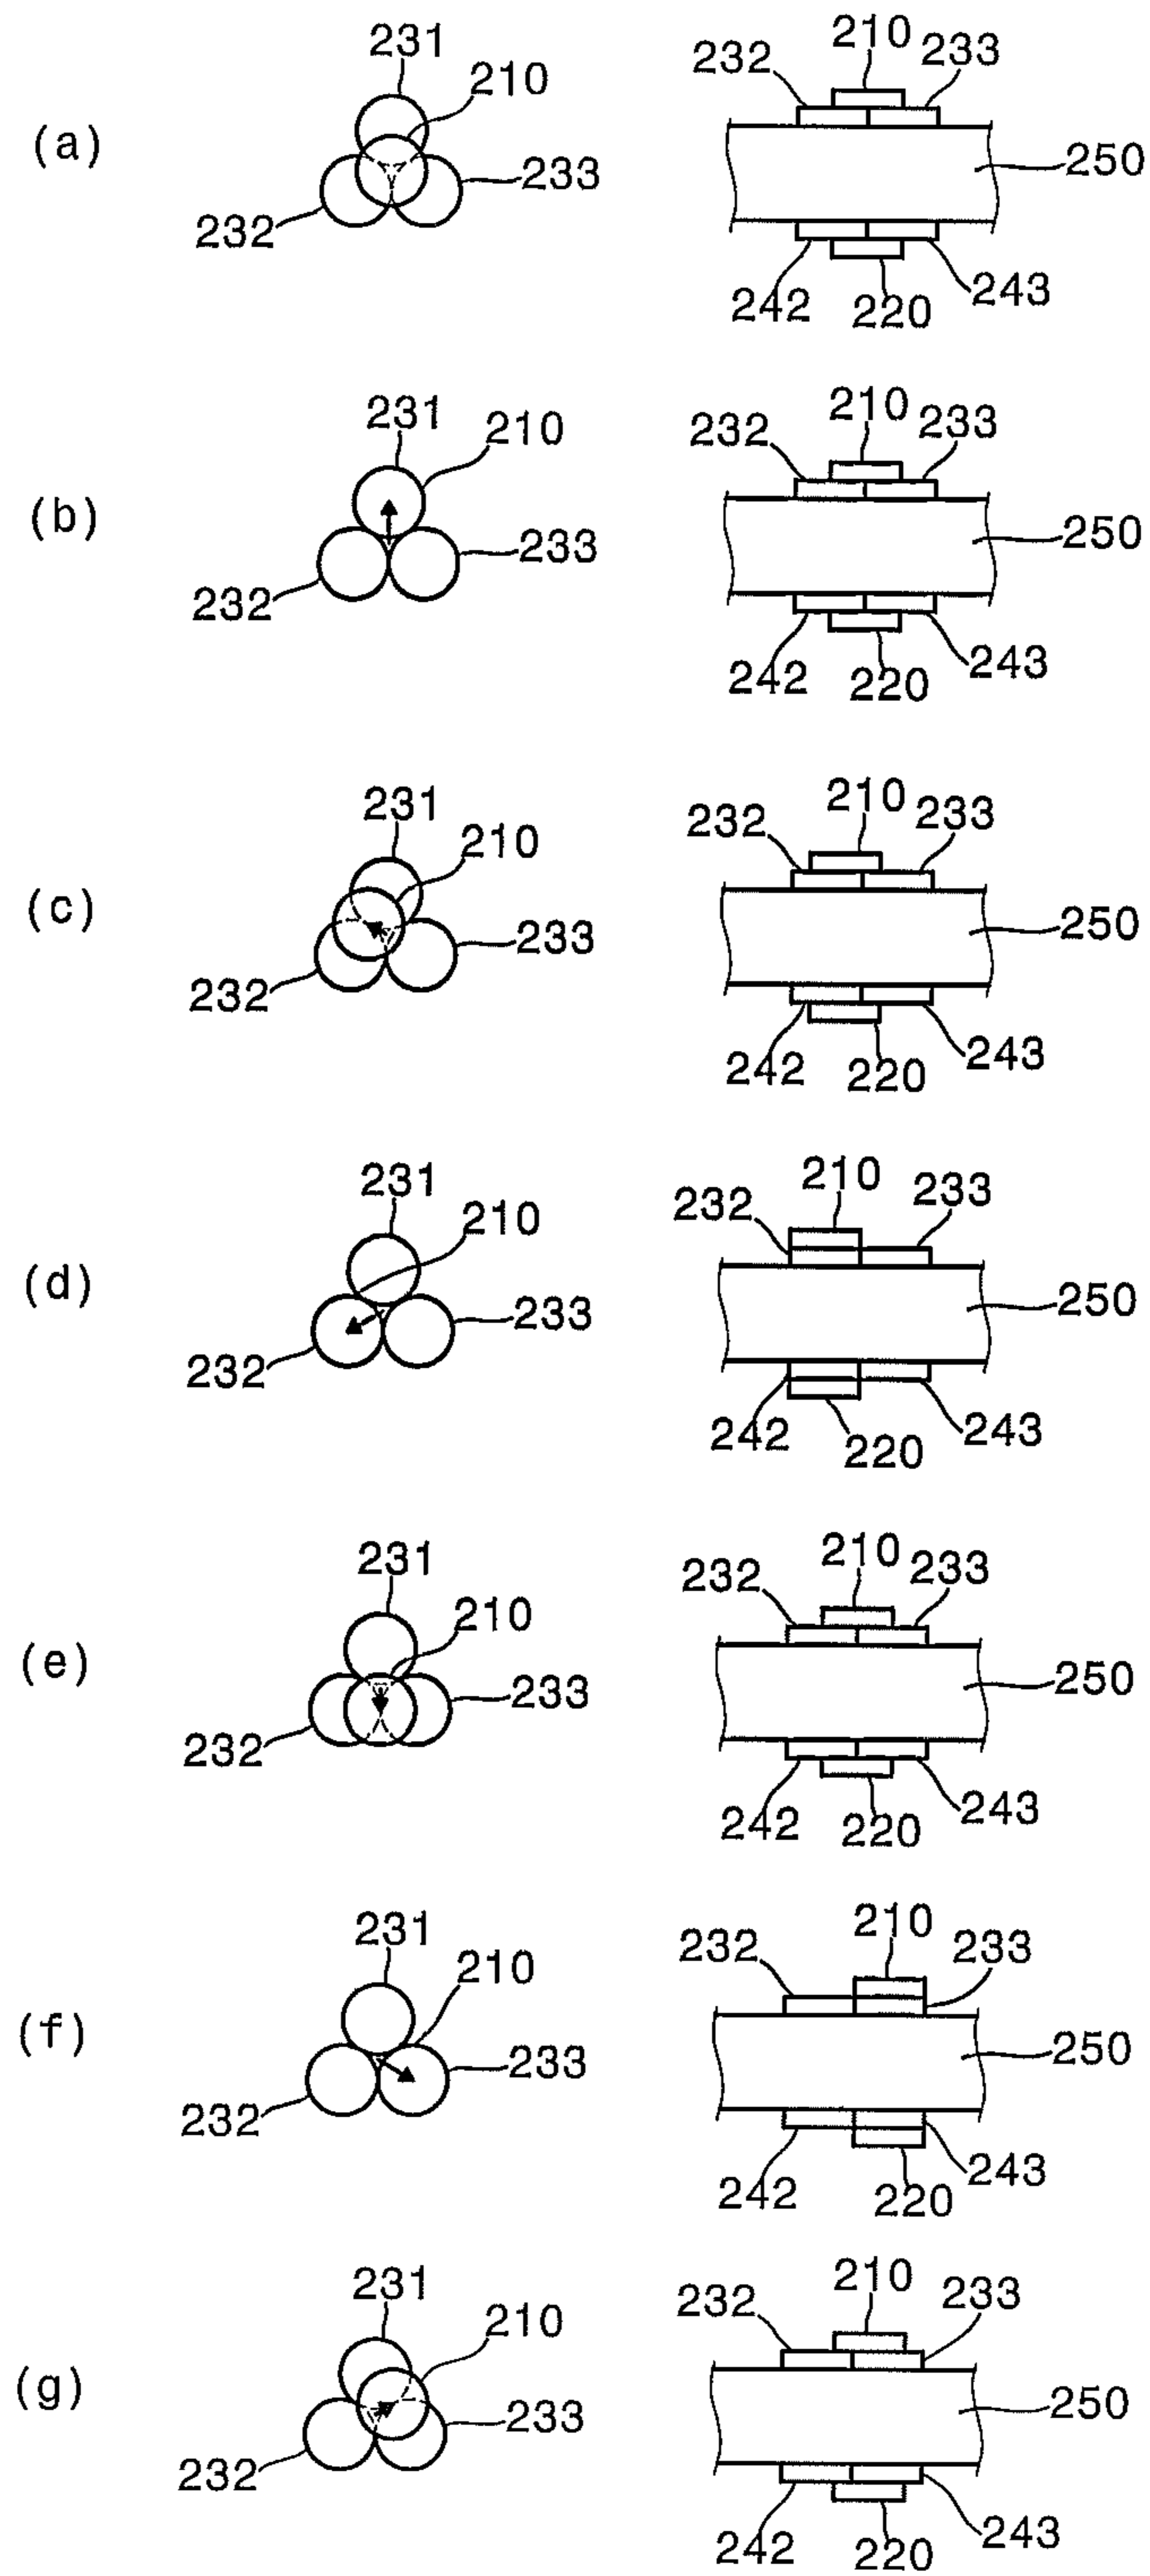 (a) 231 210 232 233 210 232 233 250 242 220 243
(b) 231 210 232 233 210 232 233 250 242 220 243
(c) 231 210 232 233 210 232 233 250 242 220 243
(d) 231 210 232 233 210 232 233 250 242 220 243
(e) 231 210 232 233 210 232 233 250 242 220 243
(f) 231 210 232 233 210 232 233 250 242 220 243
(g) 231 210 232 233 210 232 233 250 242 220 243